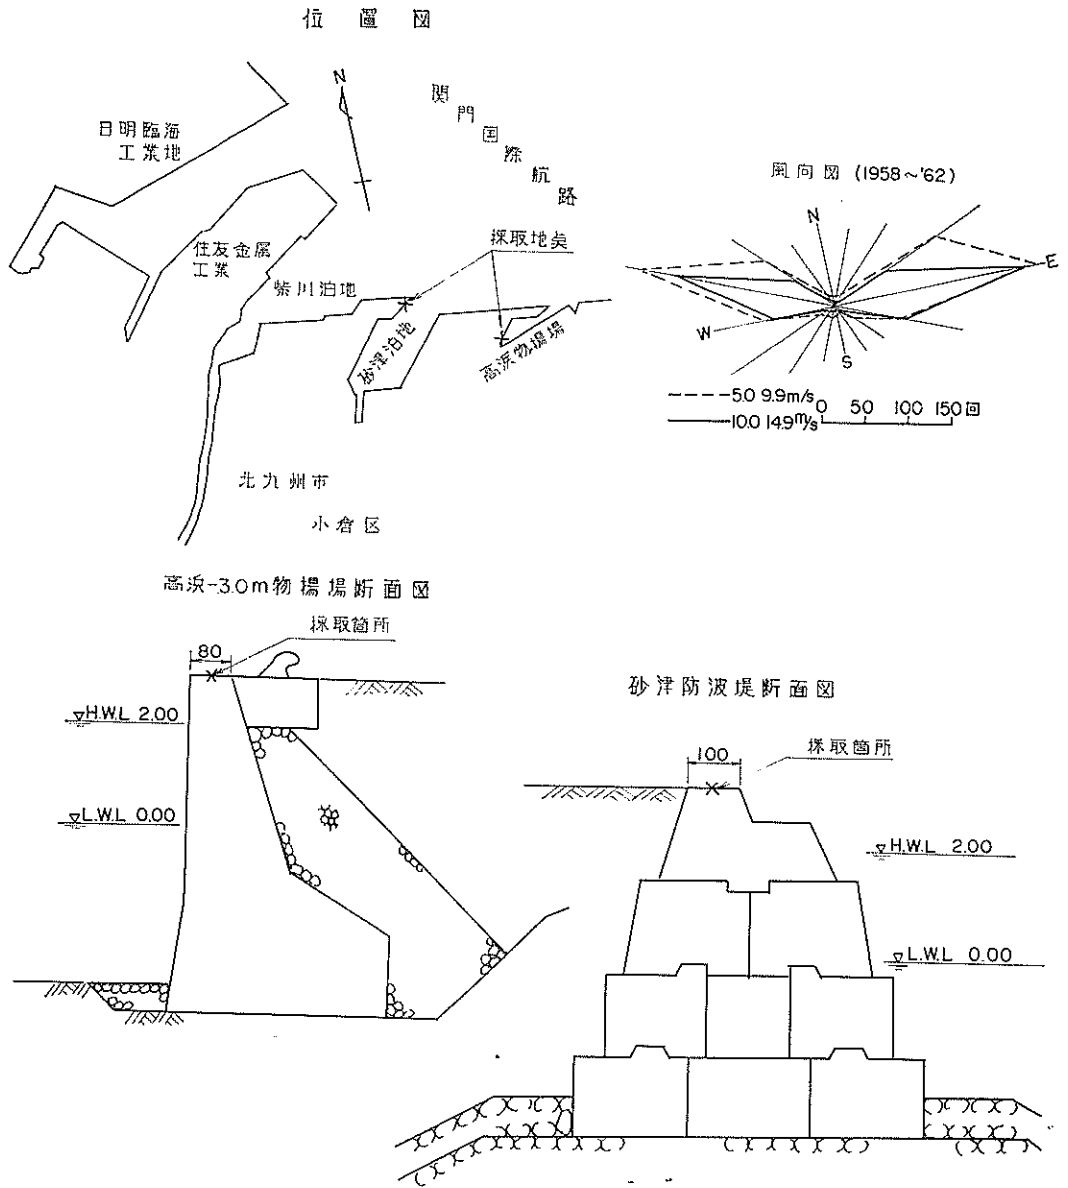 位置図
N
関門国際航路
日明臨海
工業地
住友金属
工業
採取地点
紫川泊地
砂津泊地
高浜物揚場
北九州市
小倉区
風向図 (1958～'62)
N
E
W
S
5.0 9.9m/s
10.0 14.9m/s
0 50 100 150回
高浜-3.0m物揚場断面図
採取箇所
80
H.W.L 2.00
L.W.L 0.00
砂津防波堤断面図
採取箇所
100
H.W.L 2.00
L.W.L 0.00